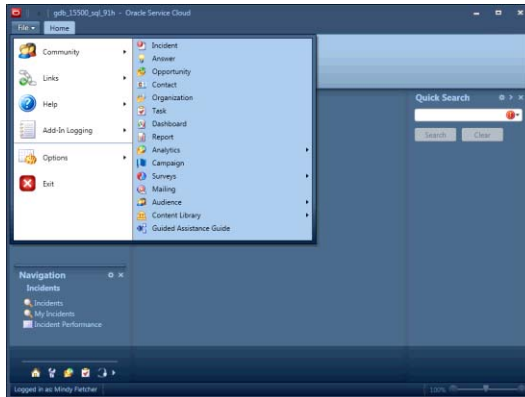 gdb_15500_sql_91h - Oracle Service Cloud
File Home
Community
Links
Help
Add-In Logging
Options
Exit
Incident
Answer
Opportunity
Contact
Organization
Task
Dashboard
Report
Analytics
Campaign
Surveys
Mailing
Audience
Content Library
Guided Assistance Guide
Quick Search
Search Clear
Navigation
Incidents
Incidents
My Incidents
Incident Performance
Logged in as: Mindy Fletcher
100%